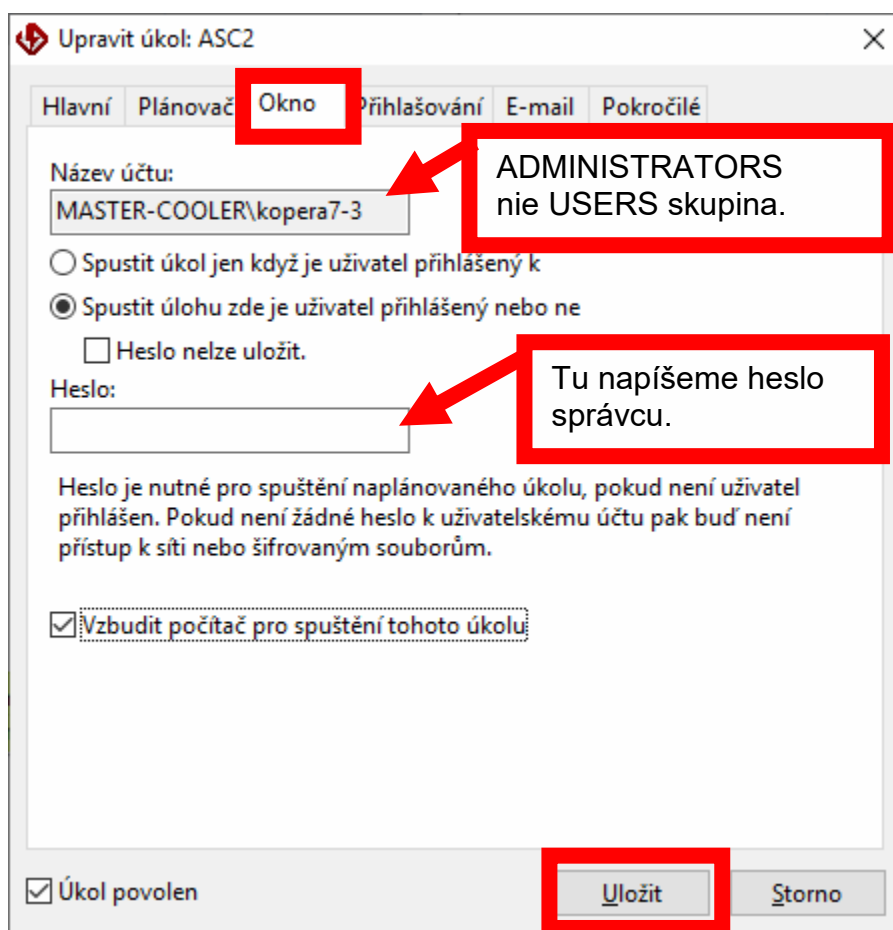 Upravit úkol: ASC2
Hlavní Plánovač Okno Přihlašování E-mail Pokročilé
ADMINISTRATORS
nie USERS skupina.
Název účtu:
MASTER-COOLER\kopera7-3
Spustit úkol jen když je uživatel přihlášený k
Spustit úlohu zde je uživatel přihlášený nebo ne
Heslo nelze uložit.
Tu napíšeme heslo
správcu.
Heslo:
Heslo je nutné pro spuštění naplánovaného úkolu, pokud není uživatel
přihlášen. Pokud není žádné heslo k uživatelskému účtu pak buď není
přístup k síti nebo šifrovaným souborům.
Vzbudit počítač pro spuštění tohoto úkolu
Úkol povolen
Uložit
Storno